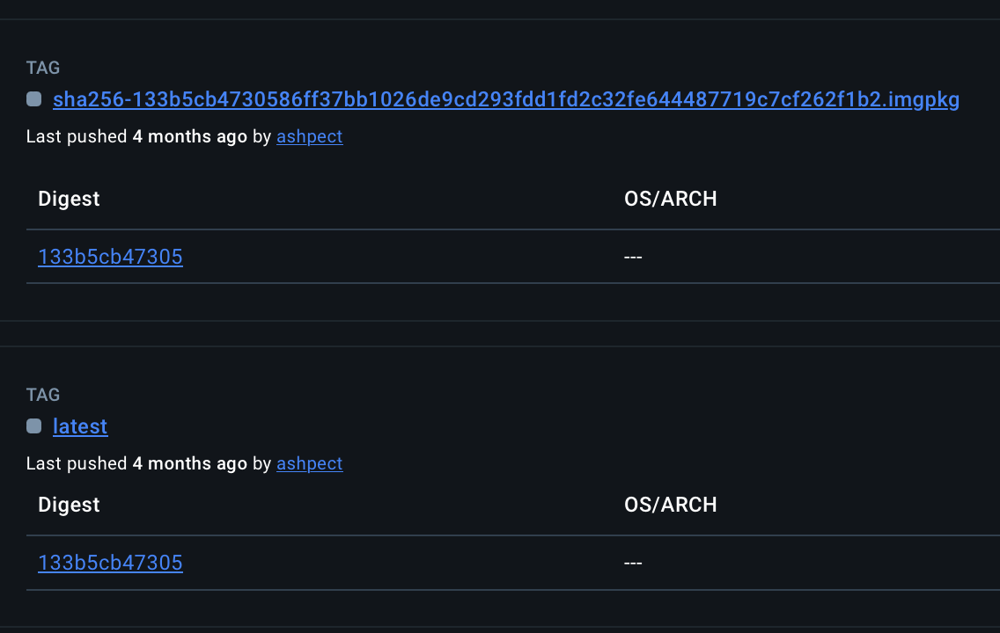 TAG
sha256-133b5cb4730586ff37bb1026de9cd293fdd1fd2c32fe644487719c7cf262f1b2.imgpkg
Last pushed 4 months ago by ashpect
Digest OS/ARCH
133b5cb47305 ---
TAG
latest
Last pushed 4 months ago by ashpect
Digest OS/ARCH
133b5cb47305 ---